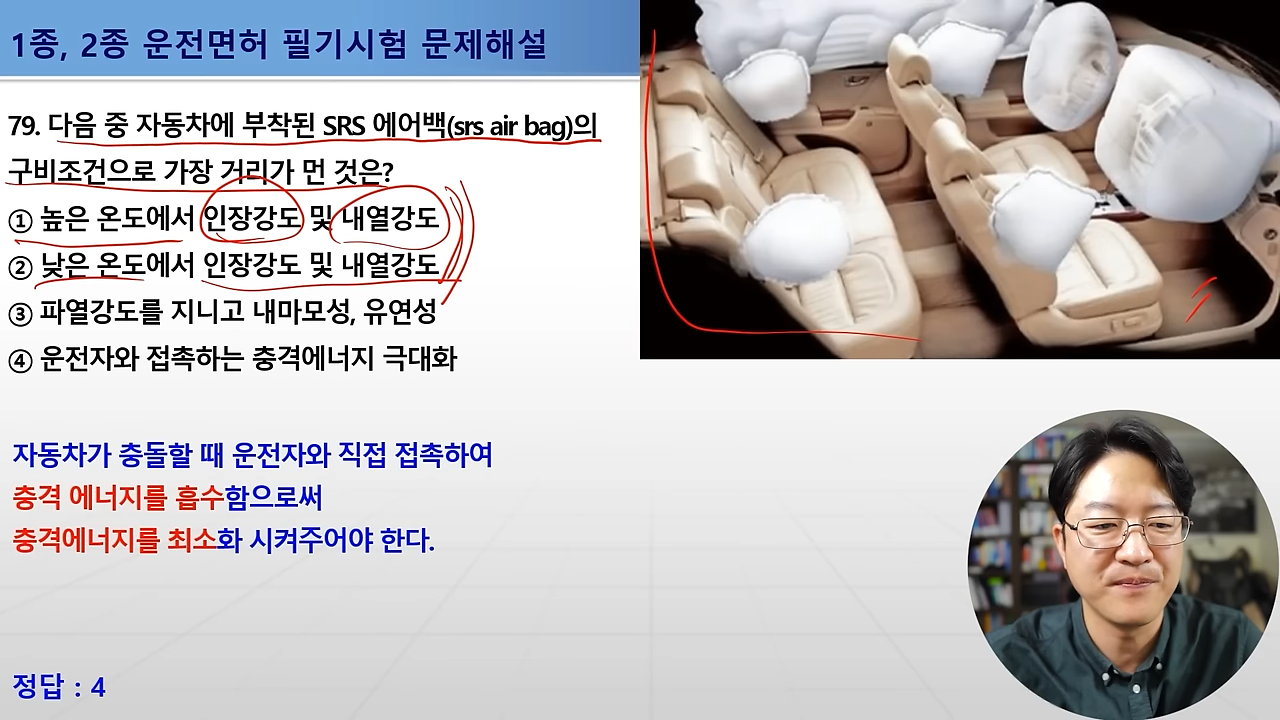 1종, 2종 운전면허 필기시험 문제해설
79. 다음 중 자동차에 부착된 SRS 에어백(srs air bag)의
구비조건으로 가장 거리가 먼 것은?
① 높은 온도에서 인장강도 및 내열강도
② 낮은 온도에서 인장강도 및 내열강도
③ 파열강도를 지니고 내마모성, 유연성
④ 운전자와 접촉하는 충격에너지 극대화
자동차가 충돌할 때 운전자와 직접 접촉하여
충격 에너지를 흡수함으로써
충격에너지를 최소화 시켜주어야 한다.
정답 : 4